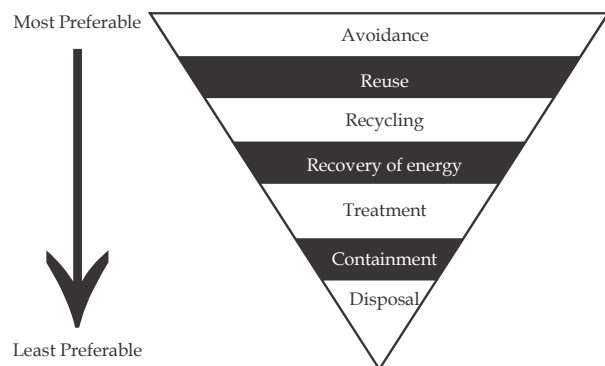 Most Preferable
Avoidance
Reuse
Recycling
Recovery of energy
Treatment
Containment
Disposal
Least Preferable